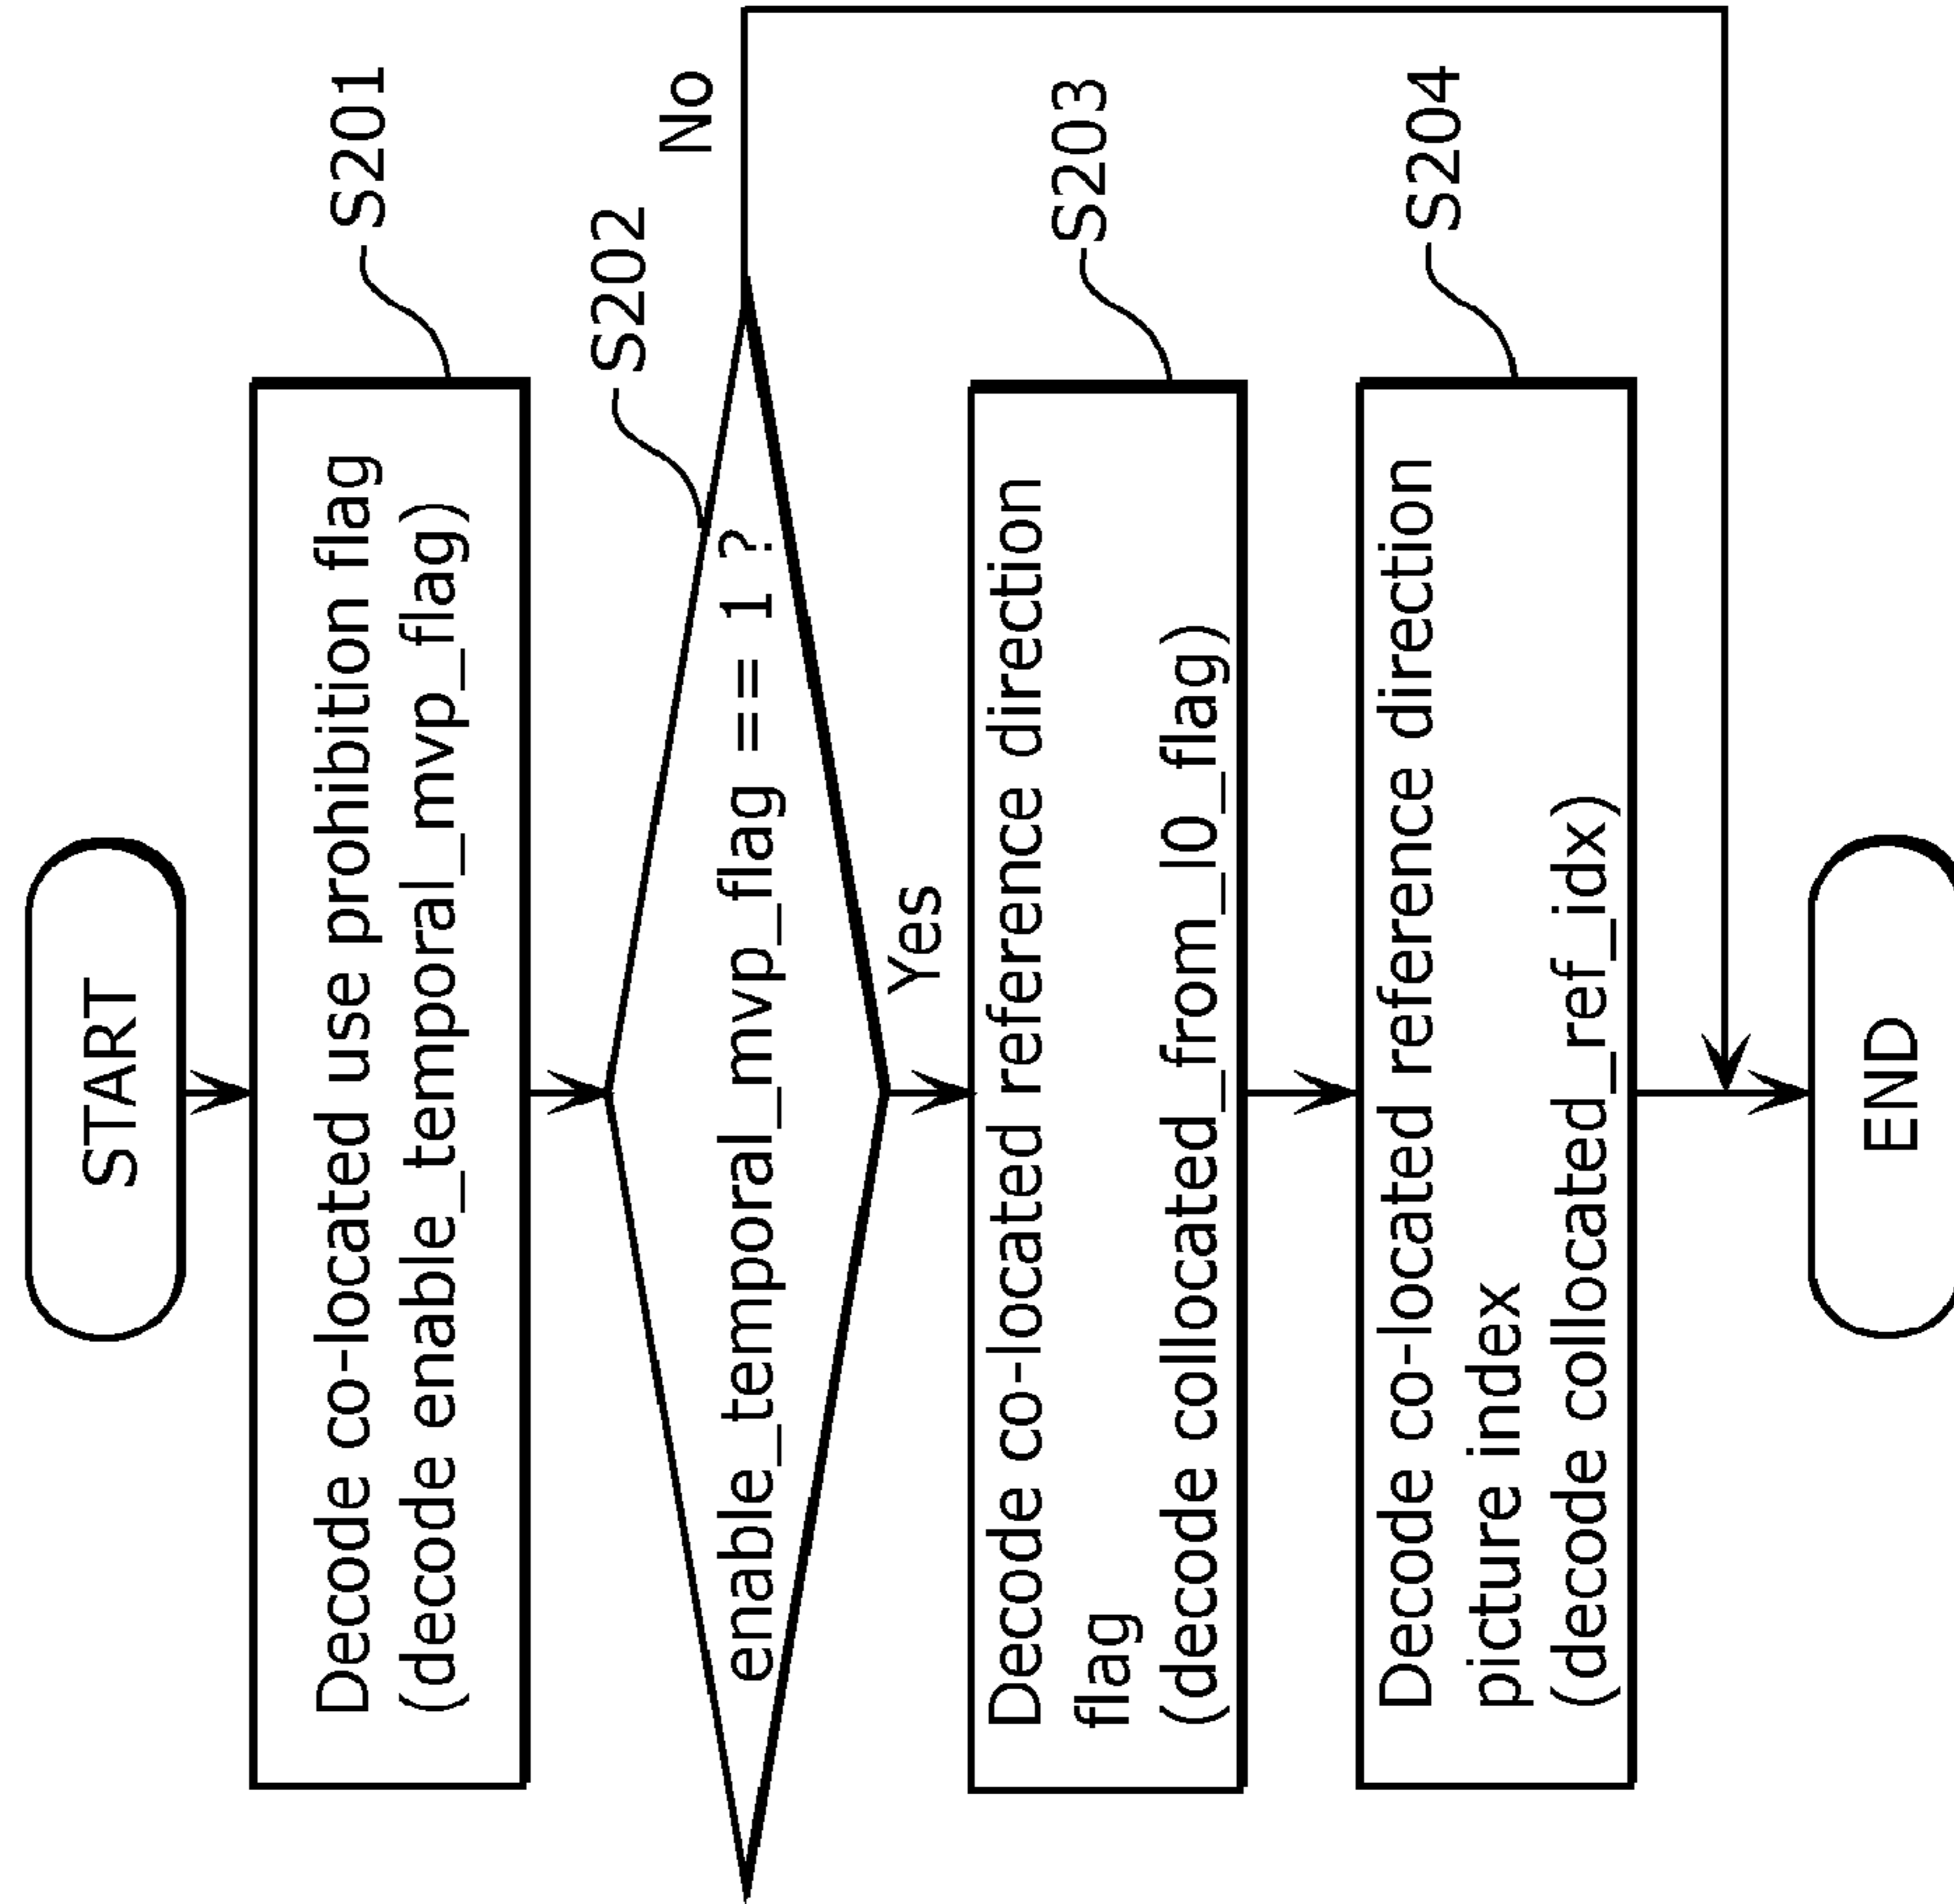 START
Decode co-located use prohibition flag
(decode enable_temporal_mvp_flag)
S201
enable_temporal_mvp_flag == 1 ?
S202
No
Yes
Decode co-located reference direction
flag
(decode collocated_from_l0_flag)
S203
Decode co-located reference direction
picture index
(decode collocated_ref_idx)
S204
END